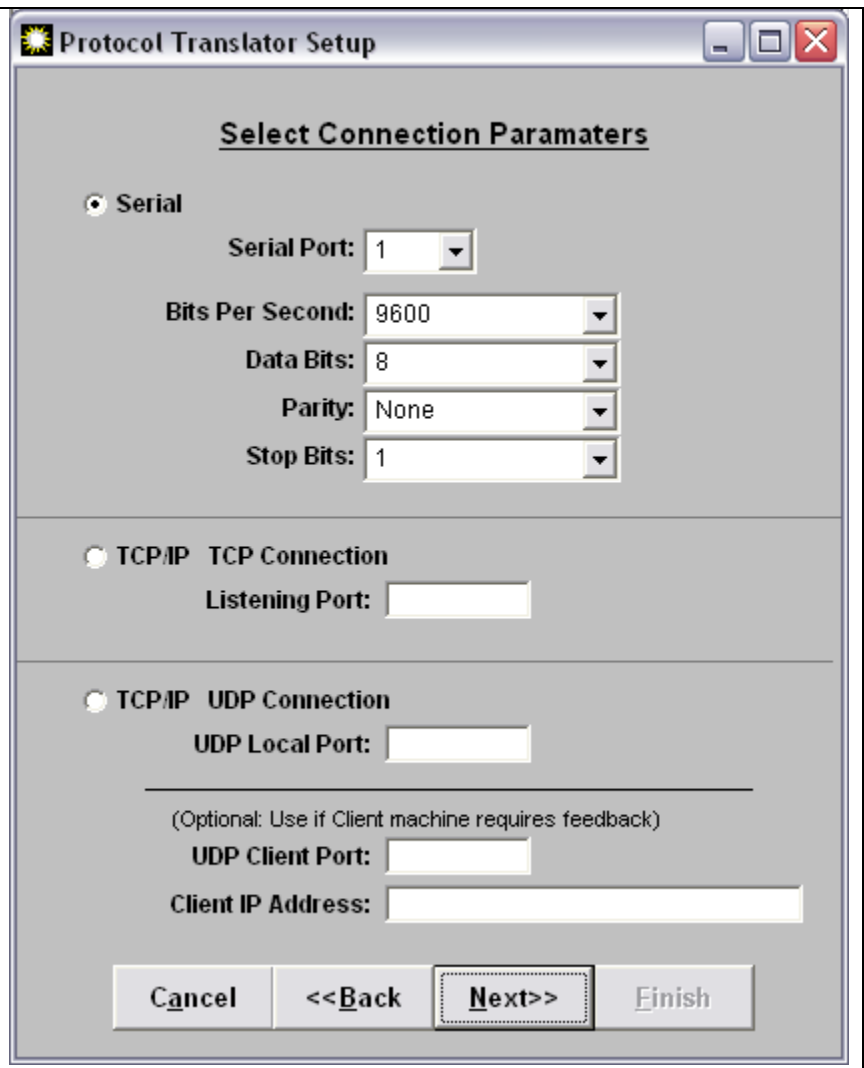 Protocol Translator Setup
Select Connection Paramaters
Serial
Serial Port: 1
Bits Per Second: 9600
Data Bits: 8
Parity: None
Stop Bits: 1
TCP/IP TCP Connection
Listening Port:
TCP/IP UDP Connection
UDP Local Port:
(Optional: Use if Client machine requires feedback)
UDP Client Port:
Client IP Address:
Cancel <<Back Next>> Finish